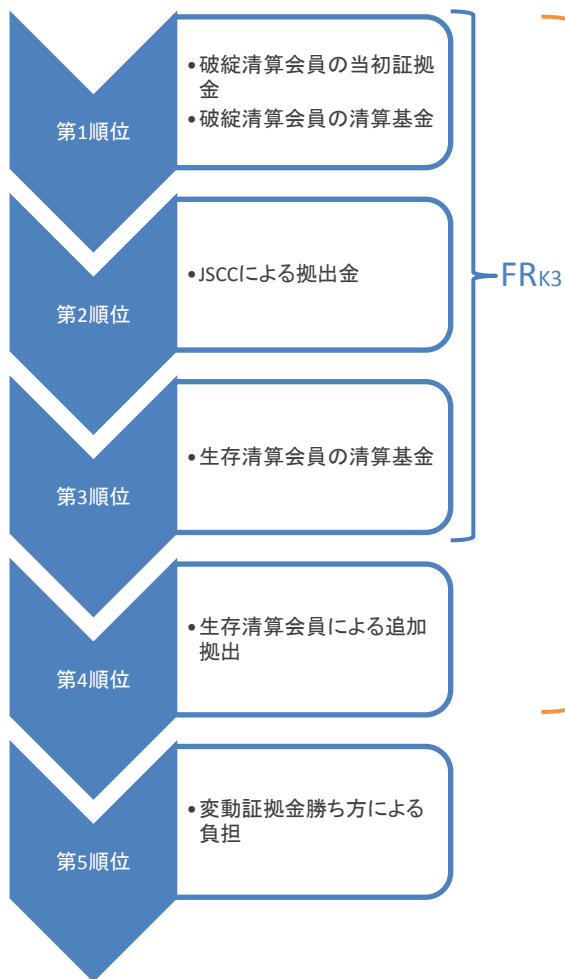 第1順位
•破綻清算会員の当初証拠
金
•破綻清算会員の清算基金
第2順位
•JSCCによる拠出金
FRK3
第3順位
•生存清算会員の清算基金
第4順位
•生存清算会員による追加
拠出
第5順位
•変動証拠金勝ち方による
負担